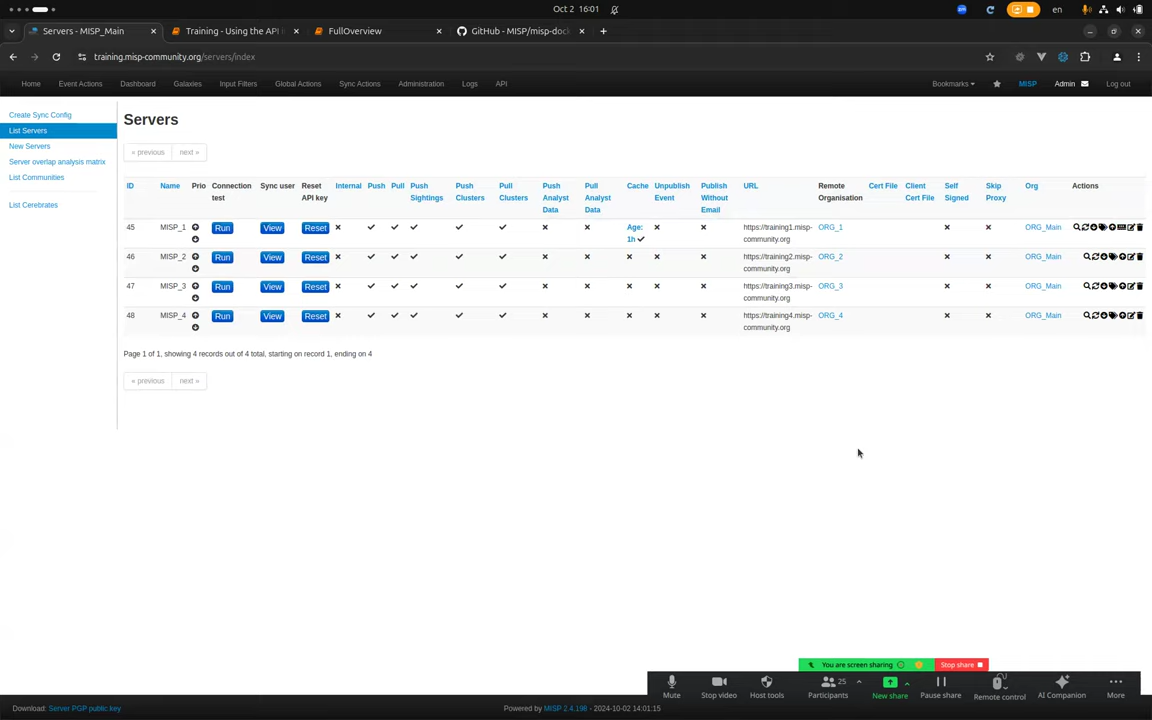 Oct 2 16:01
en
Servers - MISP_Main
Training - Using the API i
FullOverview
GitHub - MISP/misp-dock
training.misp-community.org/servers/index
Home
Event Actions
Dashboard
Galaxies
Input Filters
Global Actions
Sync Actions
Administration
Logs
API
Bookmarks
MISP
Admin
Log out
Create Sync Config
List Servers
New Servers
Server overlap analysis matrix
List Communities
List Cerebrates
Servers
« previous next »
ID Name Prio Connection test Sync user Reset API key Internal Push Pull Push Sightings Push Clusters Pull Clusters Push Analyst Data Pull Analyst Data Cache Unpublish Event Publish Without Email URL Remote Organisation Cert File Client Cert File Self Signed Skip Proxy Org Actions
45 MISP_1 Run View Reset Age: 1h https://training1.misp-community.org ORG_1 ORG_Main
46 MISP_2 Run View Reset https://training2.misp-community.org ORG_2 ORG_Main
47 MISP_3 Run View Reset https://training3.misp-community.org ORG_3 ORG_Main
48 MISP_4 Run View Reset https://training4.misp-community.org ORG_4 ORG_Main
Page 1 of 1, showing 4 records out of 4 total, starting on record 1, ending on 4
« previous next »
You are screen sharing
Stop share
Mute
Stop video
Host tools
Participants
25
New share
Pause share
Remote control
AI Companion
More
Download: Server PGP public key
Powered by MISP 2.4.198 - 2024-10-02 14:01:15